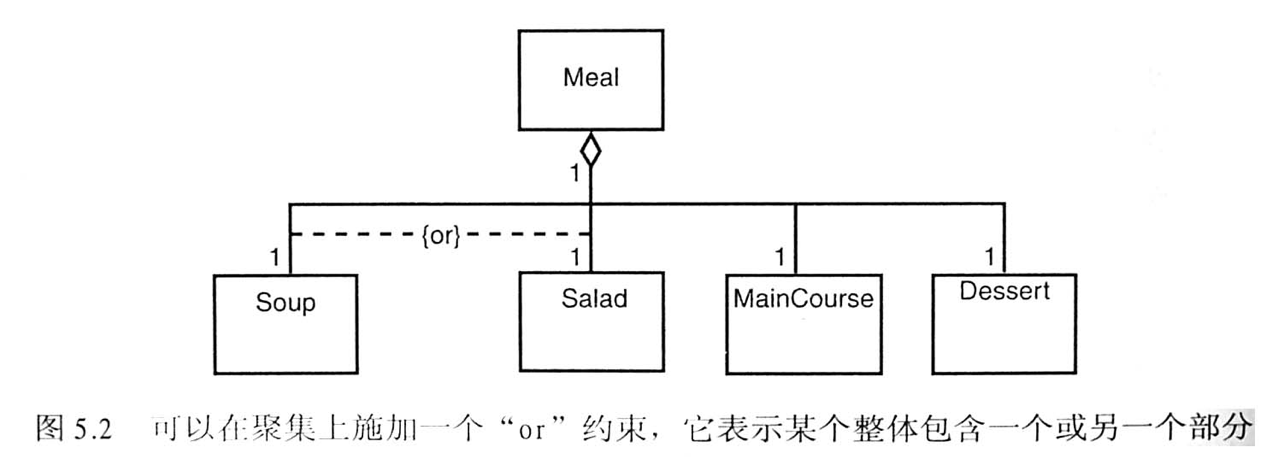 Meal
1
{or}
1
1
1
1
Soup
Salad
MainCourse
Dessert
图 5.2 可以在聚集上施加一个“or”约束，它表示某个整体包含一个或另一个部分